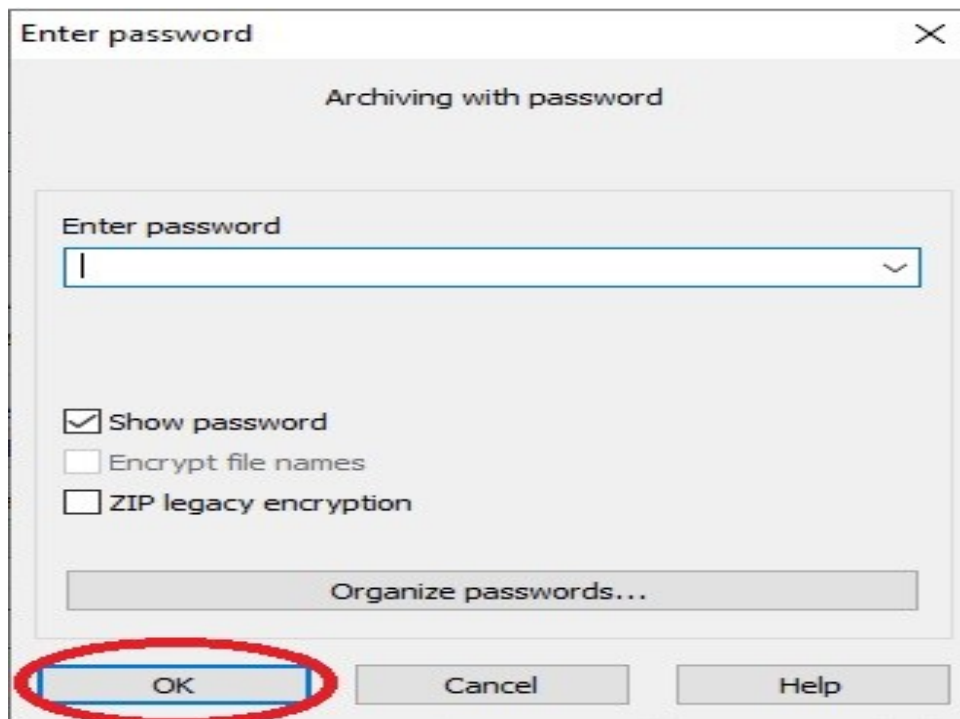 Enter password
Archiving with password
Enter password
Show password
Encrypt file names
ZIP legacy encryption
Organize passwords...
OK Cancel Help